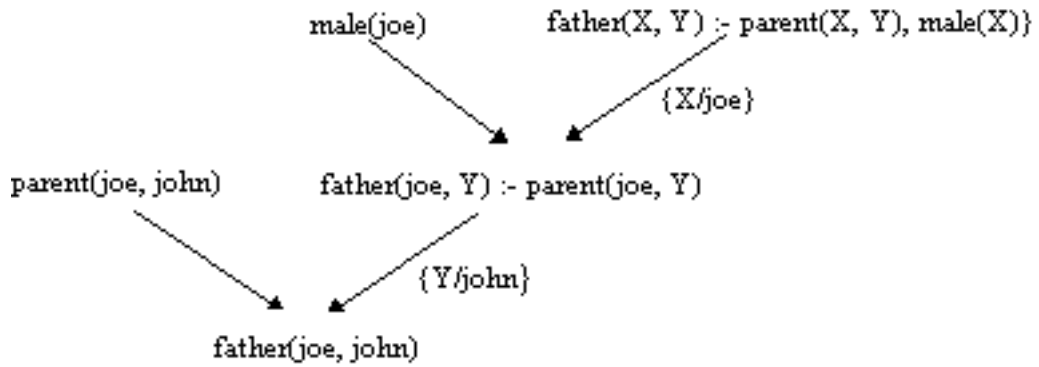 male(joe)
father(X, Y) :- parent(X, Y), male(X)}
{X/joe}
parent(joe, john)
father(joe, Y) :- parent(joe, Y)
{Y/john}
father(joe, john)